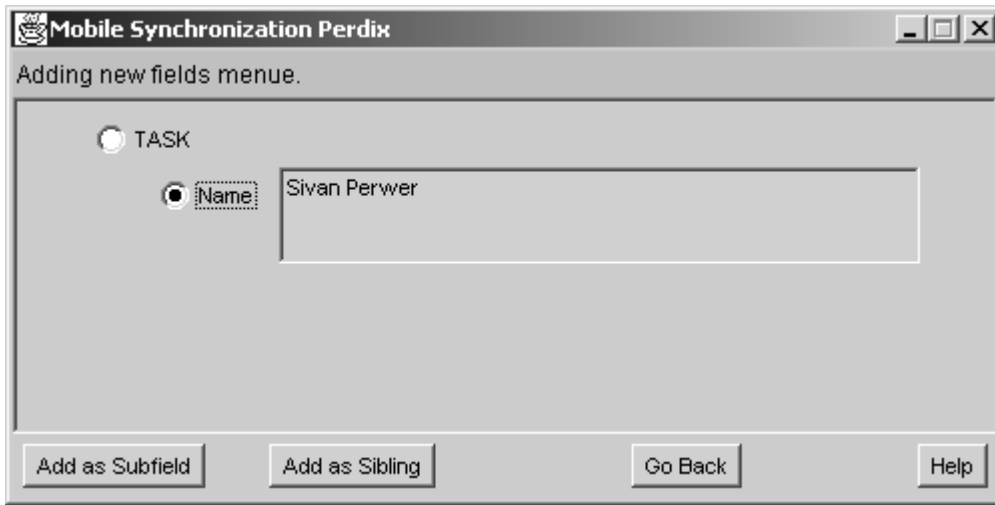 Mobile Synchronization Perdix
Adding new fields menue.
TASK
Name
Sivan Perwer
Add as Subfield
Add as Sibling
Go Back
Help